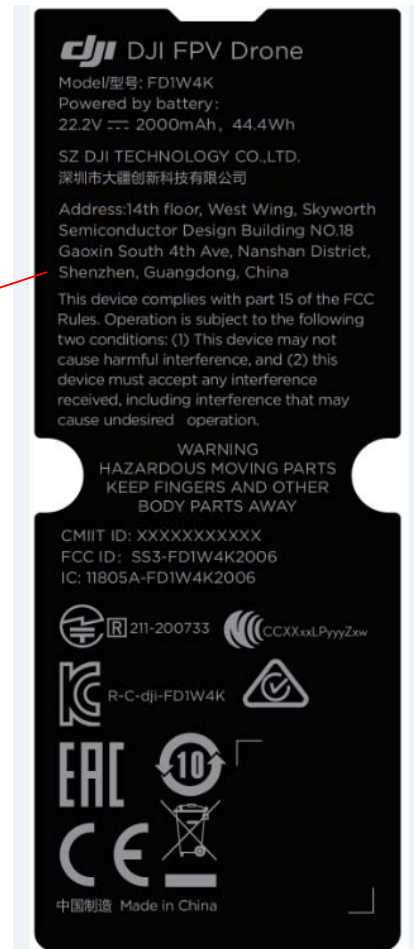 dji DJI FPV Drone
Model/型号: FD1W4K
Powered by battery:
22.2V ⎓ 2000mAh, 44.4Wh
SZ DJI TECHNOLOGY CO.,LTD.
深圳市大疆创新科技有限公司
Address:14th floor, West Wing, Skyworth
Semiconductor Design Building NO.18
Gaoxin South 4th Ave, Nanshan District,
Shenzhen, Guangdong, China
This device complies with part 15 of the FCC
Rules. Operation is subject to the following
two conditions: (1) This device may not
cause harmful interference, and (2) this
device must accept any interference
received, including interference that may
cause undesired operation.
WARNING
HAZARDOUS MOVING PARTS
KEEP FINGERS AND OTHER
BODY PARTS AWAY
CMIIT ID: XXXXXXXXXXX
FCC ID: SS3-FD1W4K2006
IC: 11805A-FD1W4K2006
R 211-200733 CCXXxxLPyyyZxw
R-C-dji-FD1W4K
EAC 10
CE
中国制造 Made in China